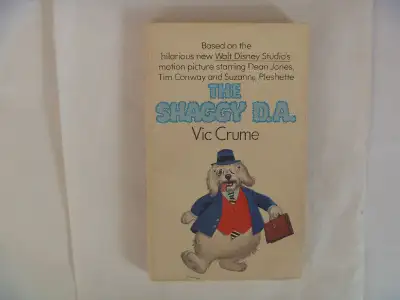 Based on the
hilarious new Walt Disney Studio's
motion picture starring Dean Jones,
Tim Conway and Suzanne Pleshette
THE
SHAGGY D.A.
Vic Crume